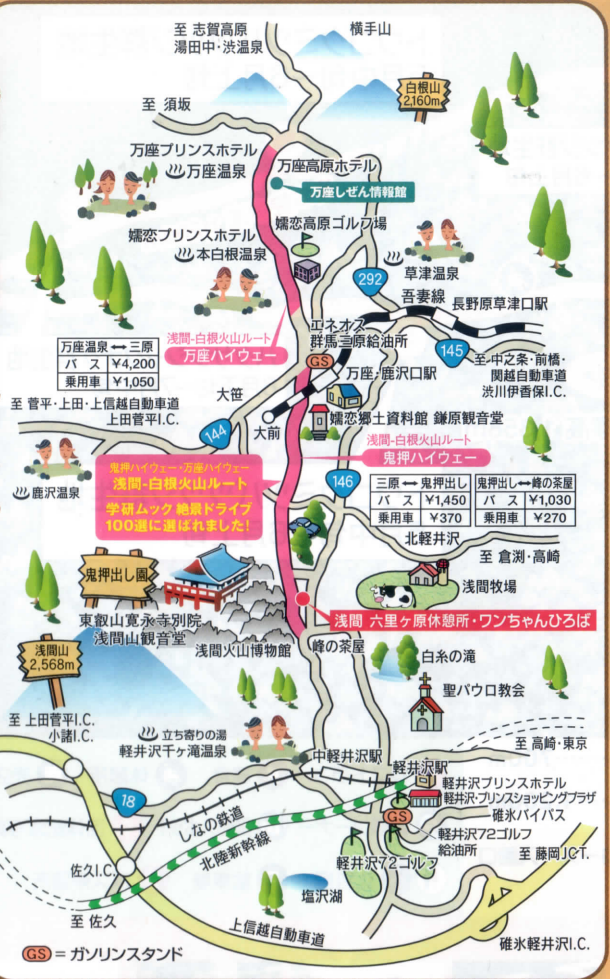 至 志賀高原
湯田中・渋温泉
横手山
白根山
2,160m
至 須坂
万座プリンスホテル
万座温泉
万座高原ホテル
万座しぜん情報館
嬬恋高原ゴルフ場
嬬恋プリンスホテル
本白根温泉
草津温泉
292
吾妻線
長野原草津口駅
エネオス
群馬三原給油所
GS
浅間-白根火山ルート
万座ハイウェー
145
至 中之条・前橋・
関越自動車道
渋川伊香保I.C.
万座温泉 ⟷ 三原
バス ¥4,200
乗用車 ¥1,050
万座・鹿沢口駅
大笹
大前
至 菅平・上田・上信越自動車道
上田菅平I.C.
144
嬬恋郷土資料館 鎌原観音堂
浅間-白根火山ルート
鬼押ハイウェー
鹿沢温泉
鬼押ハイウェー・万座ハイウェー
浅間-白根火山ルート
学研ムック 絶景ドライブ
100選に選ばれました!
146
三原 ⟷ 鬼押出し
バス ¥1,450
乗用車 ¥370
鬼押出し ⟷ 峰の茶屋
バス ¥1,030
乗用車 ¥270
北軽井沢
至 倉渕・高崎
鬼押出し園
浅間牧場
東叡山寛永寺別院
浅間山観音堂
浅間 六里ヶ原休憩所・ワンちゃんひろば
浅間火山博物館
峰の茶屋
浅間山
2,568m
白糸の滝
聖パウロ教会
至 上田菅平I.C.
小諸I.C.
立ち寄りの湯
軽井沢千ヶ滝温泉
至 高崎・東京
中軽井沢駅
軽井沢駅
軽井沢プリンスホテル
軽井沢・プリンスショッピングプラザ
碓氷バイパス
18
しなの鉄道
北陸新幹線
GS
軽井沢72ゴルフ
給油所
至 藤岡JCT.
佐久I.C.
軽井沢72ゴルフ
塩沢湖
至 佐久
上信越自動車道
碓氷軽井沢I.C.
GS = ガソリンスタンド